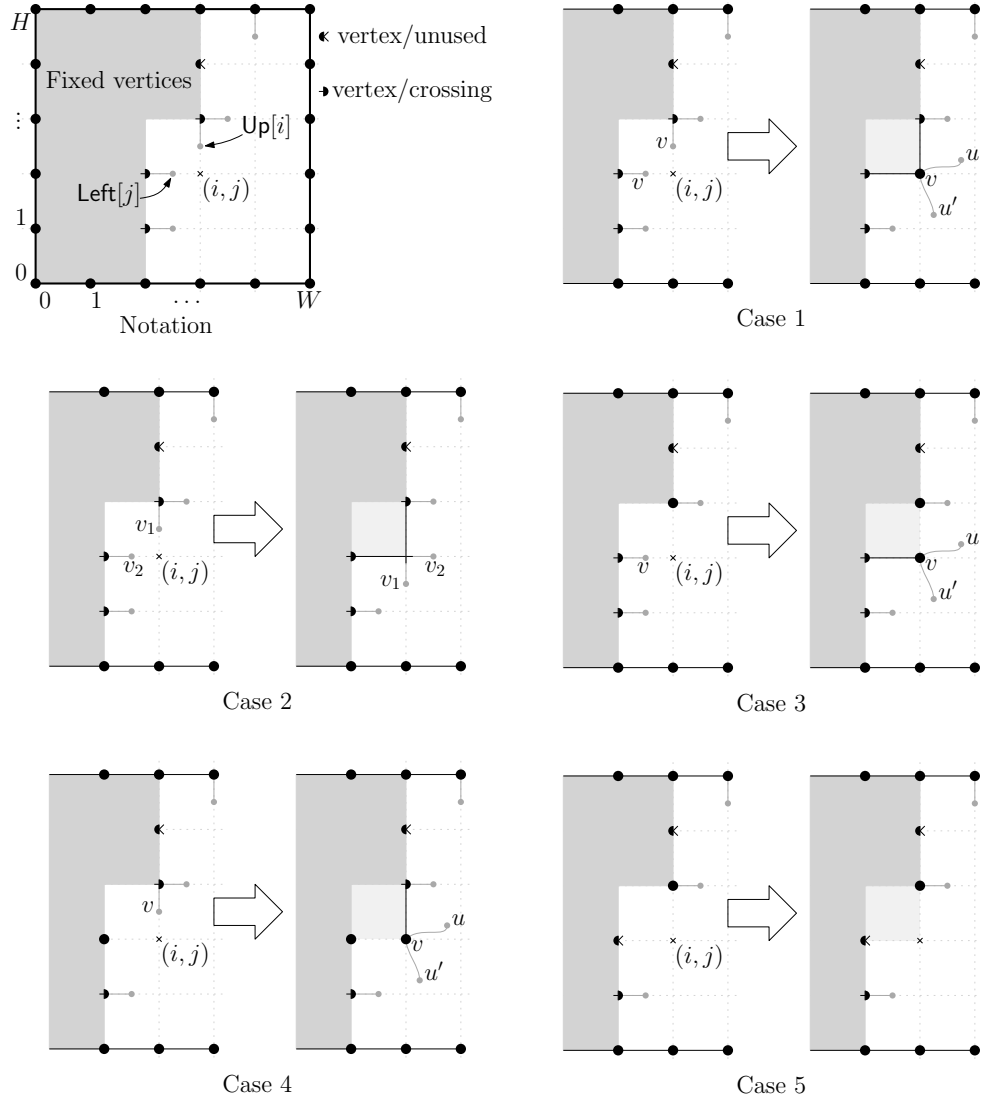 H
vertex/unused
Fixed vertices
vertex/crossing
⋮
Up[i]
Left[j]
(i, j)
1
0
0 1 ⋯ W
Notation
v
v
(i, j)
u
v
u′
Case 1
v₁
v₂
(i, j)
v₁
v₂
Case 2
v
(i, j)
u
v
u′
Case 3
v
(i, j)
u
v
u′
Case 4
(i, j)
Case 5